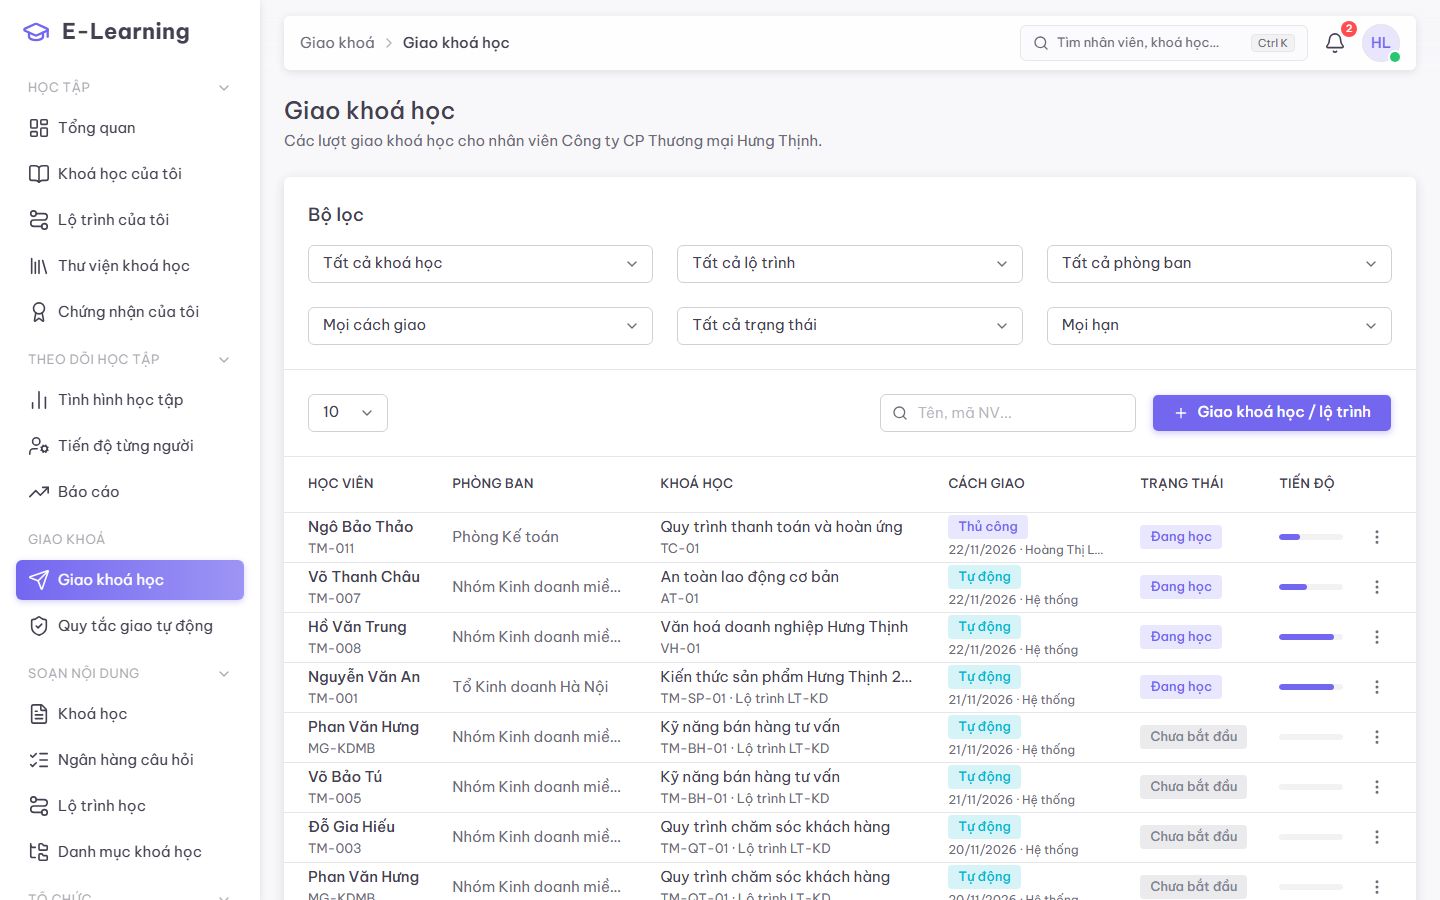 E-Learning
HỌC TẬP
Tổng quan
Khoá học của tôi
Lộ trình của tôi
Thư viện khoá học
Chứng nhận của tôi
THEO DÕI HỌC TẬP
Tình hình học tập
Tiến độ từng người
Báo cáo
GIAO KHOÁ
Giao khoá học
Quy tắc giao tự động
SOẠN NỘI DUNG
Khoá học
Ngân hàng câu hỏi
Lộ trình học
Danh mục khoá học
TỔ CHỨC
Giao khoá > Giao khoá học
Tìm nhân viên, khoá học... Ctrl K
2
HL
Giao khoá học
Các lượt giao khoá học cho nhân viên Công ty CP Thương mại Hưng Thịnh.
Bộ lọc
Tất cả khoá học Tất cả lộ trình Tất cả phòng ban
Mọi cách giao Tất cả trạng thái Mọi hạn
10 Tên, mã NV... + Giao khoá học / lộ trình
HỌC VIÊN PHÒNG BAN KHOÁ HỌC CÁCH GIAO TRẠNG THÁI TIẾN ĐỘ
Ngô Bảo Thảo Phòng Kế toán Quy trình thanh toán và hoàn ứng Thủ công Đang học
TM-011 TC-01 22/11/2026 · Hoàng Thị L...
Võ Thanh Châu Nhóm Kinh doanh miề... An toàn lao động cơ bản Tự động Đang học
TM-007 AT-01 22/11/2026 · Hệ thống
Hồ Văn Trung Nhóm Kinh doanh miề... Văn hoá doanh nghiệp Hưng Thịnh Tự động Đang học
TM-008 VH-01 22/11/2026 · Hệ thống
Nguyễn Văn An Tổ Kinh doanh Hà Nội Kiến thức sản phẩm Hưng Thịnh 2... Tự động Đang học
TM-001 TM-SP-01 · Lộ trình LT-KD 21/11/2026 · Hệ thống
Phan Văn Hưng Nhóm Kinh doanh miề... Kỹ năng bán hàng tư vấn Tự động Chưa bắt đầu
MG-KDMB TM-BH-01 · Lộ trình LT-KD 21/11/2026 · Hệ thống
Võ Bảo Tú Nhóm Kinh doanh miề... Kỹ năng bán hàng tư vấn Tự động Chưa bắt đầu
TM-005 TM-BH-01 · Lộ trình LT-KD 21/11/2026 · Hệ thống
Đỗ Gia Hiếu Nhóm Kinh doanh miề... Quy trình chăm sóc khách hàng Tự động Chưa bắt đầu
TM-003 TM-QT-01 · Lộ trình LT-KD 20/11/2026 · Hệ thống
Phan Văn Hưng Nhóm Kinh doanh miề... Quy trình chăm sóc khách hàng Tự động Chưa bắt đầu
MG-KDMB TM-QT-01 · Lộ trình LT-KD 20/11/2026 · Hệ thống